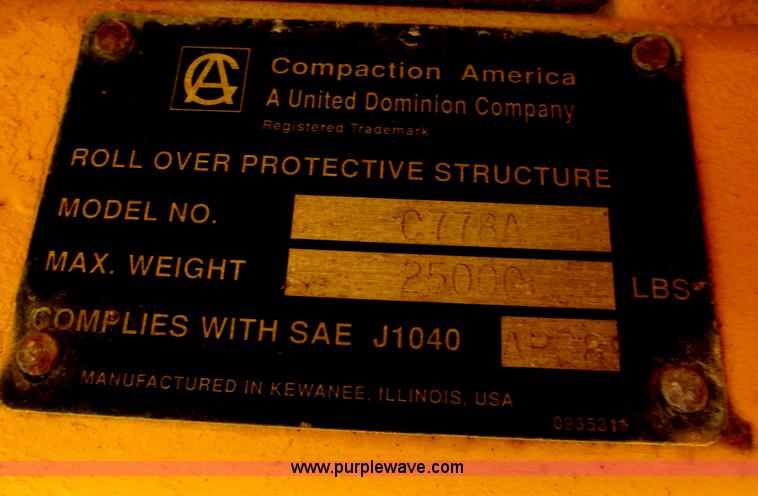 CA Compaction America
A United Dominion Company
Registered Trademark
ROLL OVER PROTECTIVE STRUCTURE
MODEL NO. C778A
MAX. WEIGHT 25000 LBS
COMPLIES WITH SAE J1040
MANUFACTURED IN KEWANEE, ILLINOIS, USA
www.purplewave.com